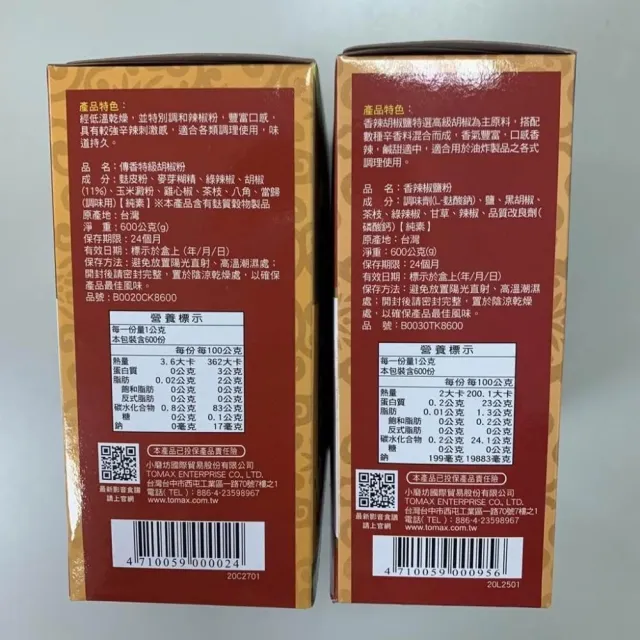 產品特色：
經低溫乾燥，並特別調和辣椒粉，豐富口感，
具有較強辛辣刺激感，適合各類調理使用，味
道持久。
品　名：傳香特級胡椒粉
成　分：麩皮粉、麥芽糊精、綠辣椒、胡椒
(11%)、玉米澱粉、雞心椒、茶枝、八角、當歸
(調味用)【純素】※本產品含有麩質穀物製品
原產地：台灣
淨　重：600公克(g)
保存期限：24個月
有效日期：標示於盒上(年/月/日)
保存方法：避免放置陽光直射、高溫潮濕處；
開封後請密封完整，置於陰涼乾燥處，以確保
產品最佳風味。
品號：B0020CK8600
營養標示
每一份量1公克
本包裝含600份
每份 每100公克
熱量 3.6大卡 362大卡
蛋白質 0公克 3公克
脂肪 0.02公克 2公克
飽和脂肪 0公克 0公克
反式脂肪 0公克 0公克
碳水化合物 0.8公克 83公克
糖 0公克 0.1公克
鈉 0毫克 17毫克
本產品已投保產品責任險
小磨坊國際貿易股份有限公司
TOMAX ENTERPRISE CO., LTD.
台灣台中市西屯工業區一路70號7樓之1
電話(TEL)：886-4-23598967
www.tomax.com.tw
最新影音食譜
請上官網
4 710059 000024
20C2701
產品特色：
香辣胡椒鹽特選高級胡椒為主原料，搭配
數種辛香料混合而成，香氣豐富，口感香
辣，鹹甜適中，適用於油炸製品之各式
調理使用。
品　名：香辣椒鹽粉
成　分：調味劑(L-麩酸鈉)、鹽、黑胡椒、
茶枝、綠辣椒、甘草、辣椒、品質改良劑(
磷酸鈣)【純素】
原產地：台灣
淨　重：600公克(g)
保存期限：24個月
有效日期：標示於盒上(年/月/日)
保存方法：避免放置陽光直射、高溫潮濕
處；開封後請密封完整，置於陰涼乾燥
處，以確保產品最佳風味。
品　號：B0030TK8600
營養標示
每一份量1公克
本包裝含600份
每份 每100公克
熱量 2大卡 200.1大卡
蛋白質 0.2公克 23公克
脂肪 0.01公克 1.3公克
飽和脂肪 0公克 0.2公克
反式脂肪 0公克 0公克
碳水化合物 0.2公克 24.1公克
糖 0公克 0公克
鈉 199毫克 19883毫克
本產品已投保產品責任險
小磨坊國際貿易股份有限公司
TOMAX ENTERPRISE CO., LTD.
台灣台中市西屯工業區一路70號7樓之1
電話(TEL)：886-4-23598967
www.tomax.com.tw
最新影音食譜
請上官網
4 710059 000956
20L2501